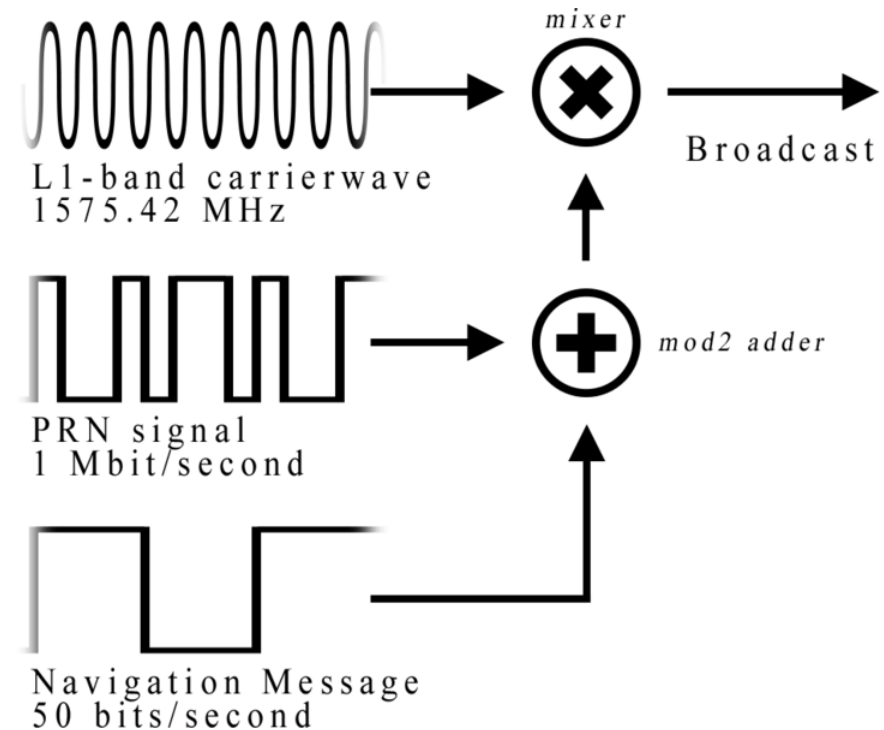 mixer
L1-band carrierwave
1575.42 MHz
Broadcast
PRN signal
1 Mbit/second
mod2 adder
Navigation Message
50 bits/second